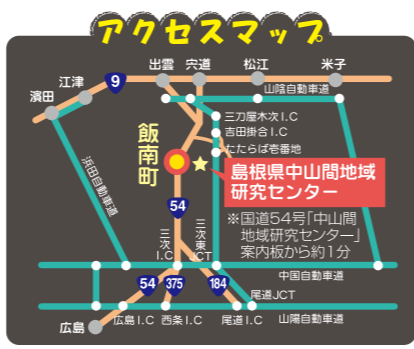 アクセスマップ
出雲
宍道
松江
米子
江津
9
濱田
山陰自動車道
三刀屋木次I.C
吉田掛合I.C
たたらば壱番地
飯南町
島根県中山間地域
研究センター
浜田自動車道
54
※国道54号「中山間
地域研究センター」
案内板から約1分
三次
I.C
三次東
JCT
中国自動車道
54
375
184
尾道JCT
広島I.C
西条I.C
尾道I.C
山陽自動車道
広島